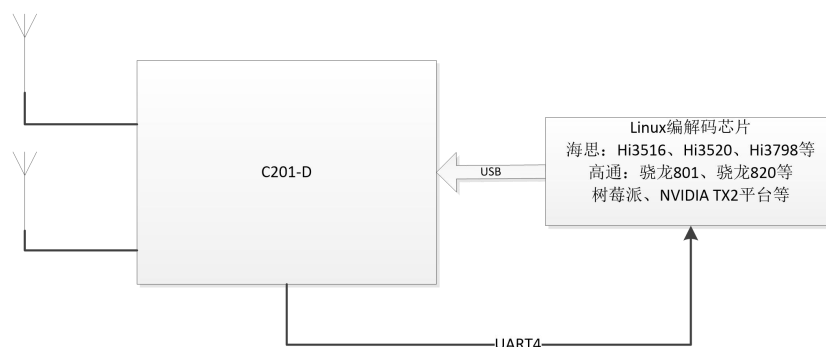 C201-D
USB
Linux编解码芯片
海思：Hi3516、Hi3520、Hi3798等
高通：骁龙801、骁龙820等
树莓派、NVIDIA TX2平台等
UART4